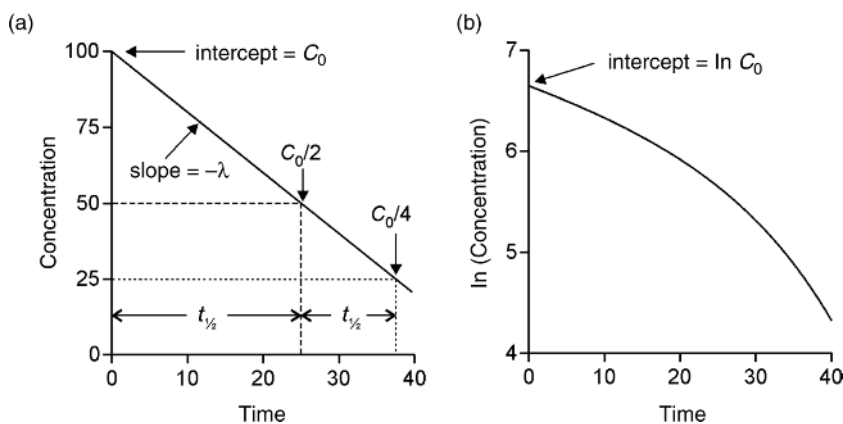 (a)
100
75
50
25
0
Concentration
intercept = C₀
slope = –λ
C₀/2
C₀/4
t½
t½
0
10
20
30
40
Time
(b)
7
6
5
4
ln (Concentration)
intercept = ln C₀
0
10
20
30
40
Time